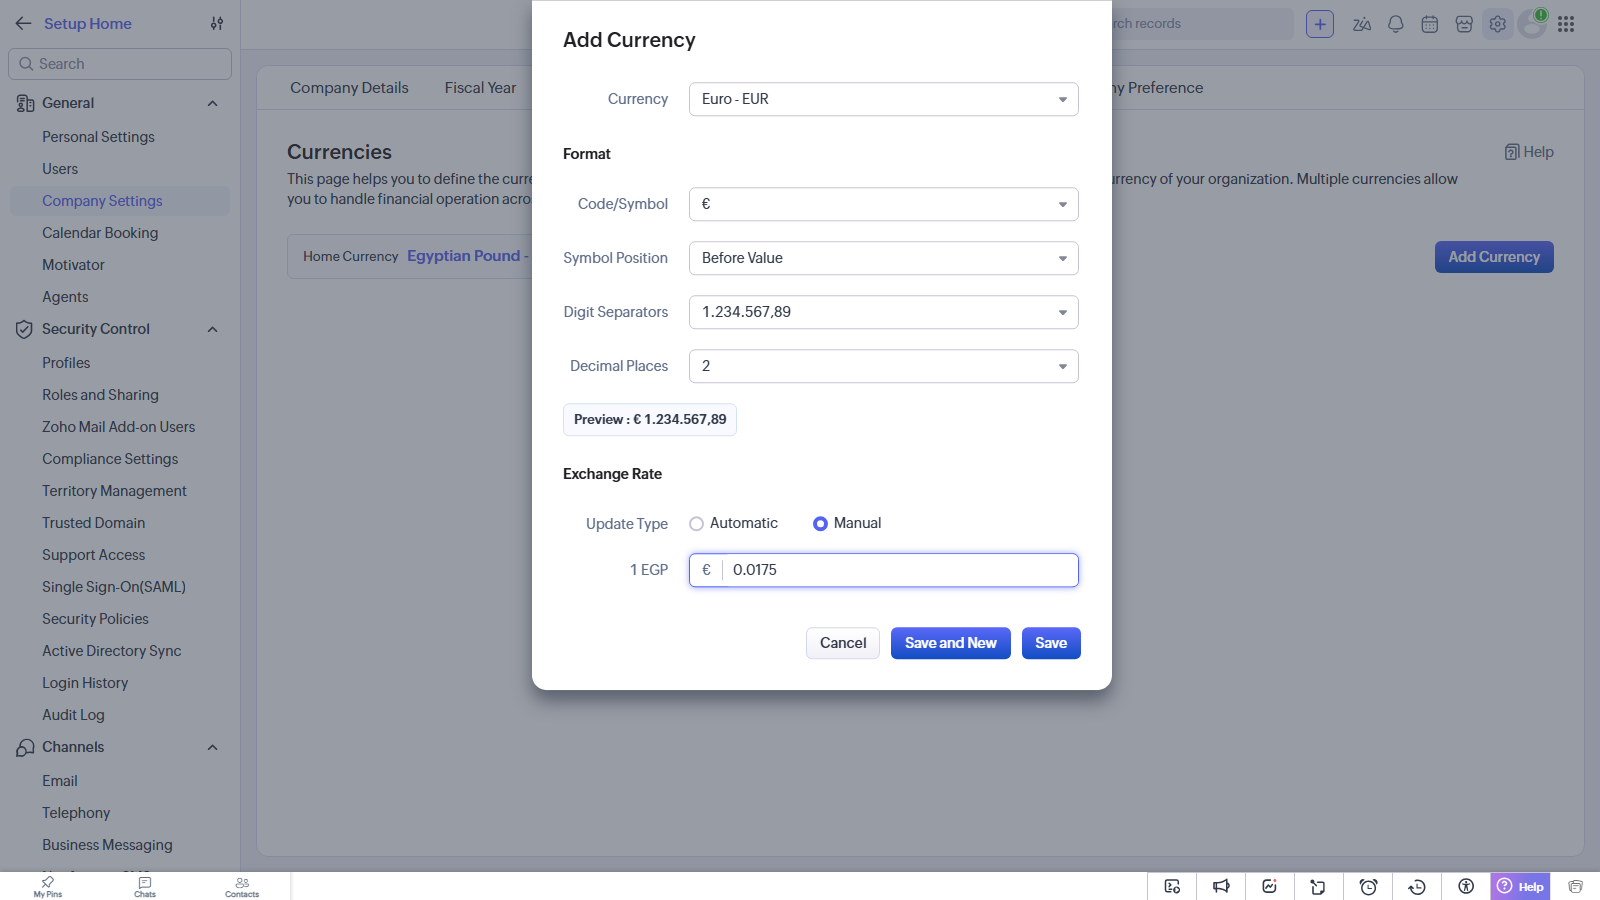 Setup Home
Search
General
Personal Settings
Users
Company Settings
Calendar Booking
Motivator
Agents
Security Control
Profiles
Roles and Sharing
Zoho Mail Add-on Users
Compliance Settings
Territory Management
Trusted Domain
Support Access
Single Sign-On(SAML)
Security Policies
Active Directory Sync
Login History
Audit Log
Channels
Email
Telephony
Business Messaging
My Pins
Chats
Contacts
rch records
Company Details
Fiscal Year
y Preference
Currencies
Help
This page helps you to define the curre
rrency of your organization. Multiple currencies allow
you to handle financial operation acro
Home Currency Egyptian Pound -
Add Currency
Add Currency
Currency Euro - EUR
Format
Code/Symbol €
Symbol Position Before Value
Digit Separators 1.234.567,89
Decimal Places 2
Preview : € 1.234.567,89
Exchange Rate
Update Type Automatic Manual
1 EGP € 0.0175
Cancel Save and New Save
Help